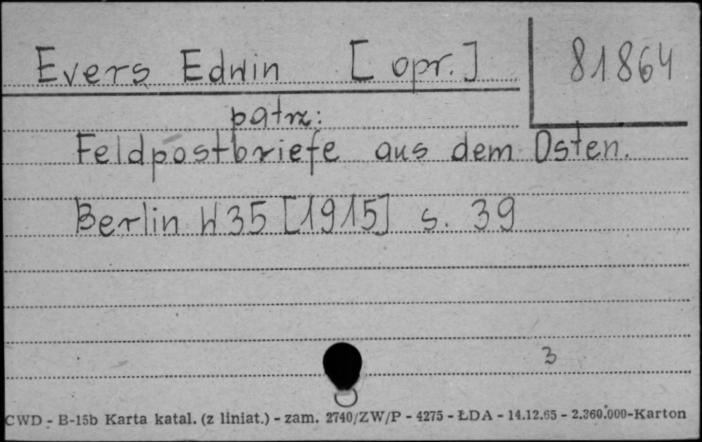 Evers Edwin [opr.]
81864
patrz:
Feldpostbriefe aus dem Osten.
Berlin W35 [1915] s. 39
3
CWD - B-15b Karta katal. (z liniat.) - zam. 2740/ZW/P - 4275 - ŁDA - 14.12.65 - 2.360.000-Karton